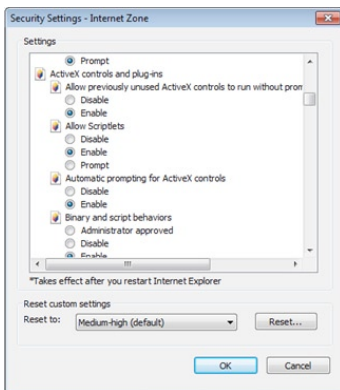 Security Settings - Internet Zone
Settings
Prompt
ActiveX controls and plug-ins
Allow previously unused ActiveX controls to run without prom
Disable
Enable
Allow Scriptlets
Disable
Enable
Prompt
Automatic prompting for ActiveX controls
Disable
Enable
Binary and script behaviors
Administrator approved
Disable
Enable
*Takes effect after you restart Internet Explorer
Reset custom settings
Reset to: Medium-high (default) Reset...
OK Cancel